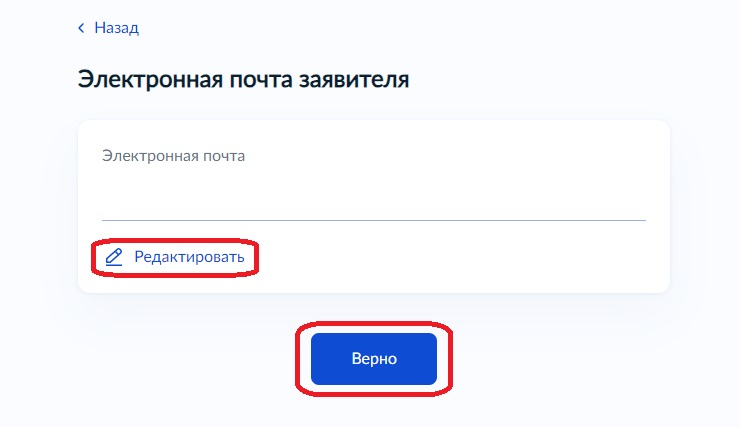 Назад
Электронная почта заявителя
Электронная почта
Редактировать
Верно